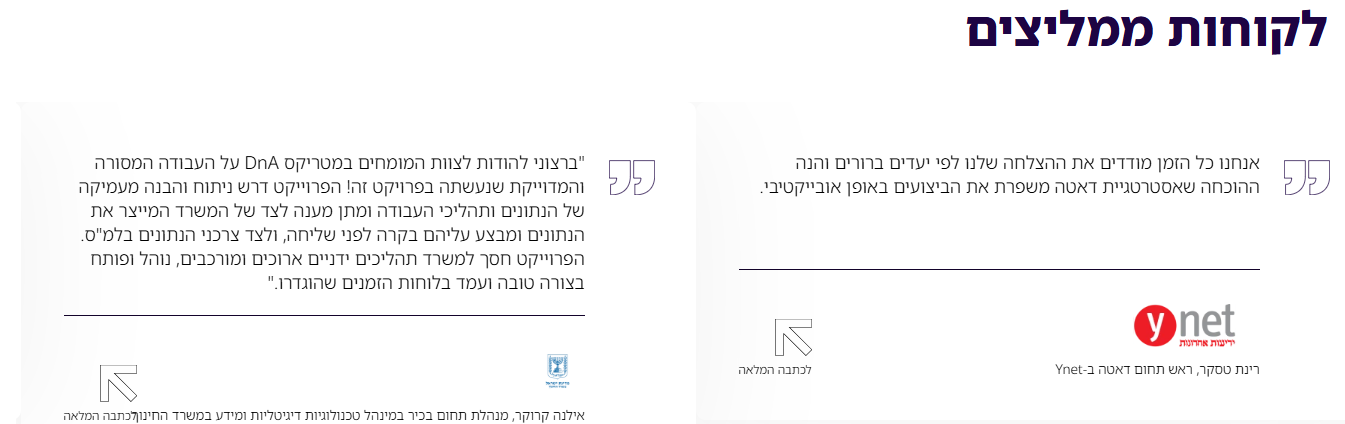 לקוחות ממליצים
אנחנו כל הזמן מודדים את ההצלחה שלנו לפי יעדים ברורים והנה
ההוכחה שאסטרטגיית דאטה משפרת את הביצועים באופן אובייקטיבי.
ynet
ידיעות אחרונות
רינת טסקר, ראש תחום דאטה ב-Ynet
לכתבה המלאה
"ברצוני להודות לצוות המומחים במטריקס DnA על העבודה המסורה
והמדוייקת שנעשתה בפרויקט זה! הפרוייקט דרש ניתוח והבנה מעמיקה
של הנתונים ותהליכי העבודה ומתן מענה לצד של המשרד המייצר את
הנתונים ומבצע עליהם בקרה לפני שליחה, ולצד צרכני הנתונים בלמ"ס.
הפרוייקט חסך למשרד תהליכים ידניים ארוכים ומורכבים, נוהל ופותח
בצורה טובה ועמד בלוחות הזמנים שהוגדרו."
אילנה קרוקר, מנהלת תחום בכיר במינהל טכנולוגיות דיגיטליות ומידע במשרד החינוך
לכתבה המלאה